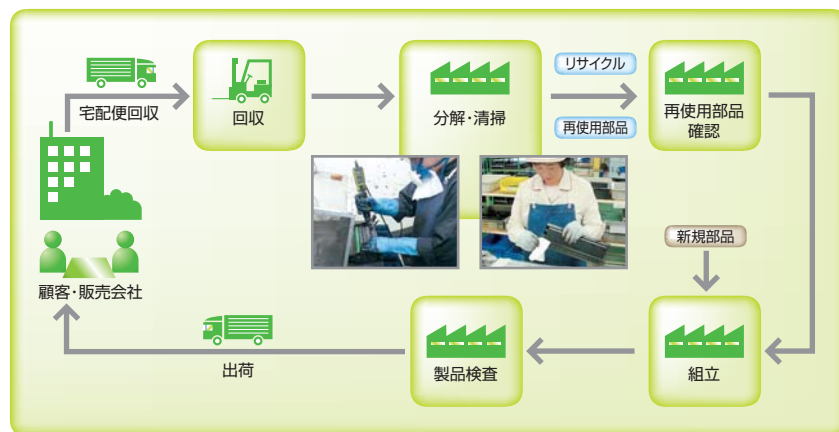 宅配便回収
回収
分解・清掃
リサイクル
再使用部品
再使用部品
確認
新規部品
顧客・販売会社
出荷
製品検査
組立